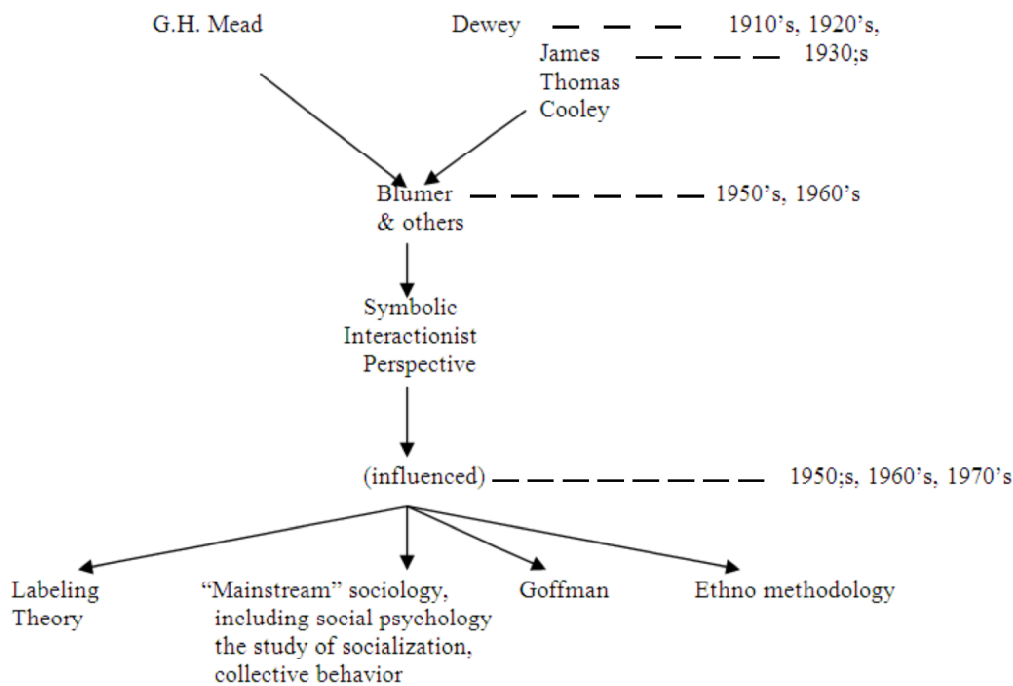 G.H. Mead Dewey 1910's, 1920's,
James 1930;s
Thomas
Cooley
Blumer 1950's, 1960's
& others
Symbolic
Interactionist
Perspective
(influenced) 1950;s, 1960's, 1970's
Labeling
Theory
“Mainstream” sociology,
including social psychology
the study of socialization,
collective behavior
Goffman
Ethno methodology